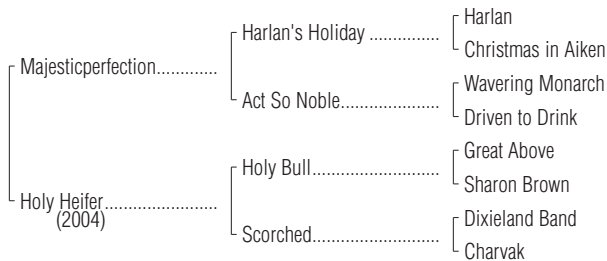 Harlan
Harlan's Holiday ................
Christmas in Aiken
Majesticperfection.............
Wavering Monarch
Act So Noble......................
Driven to Drink
Great Above
Holy Bull............................
Sharon Brown
Holy Heifer........................
(2004)
Dixieland Band
Scorched............................
Charvak